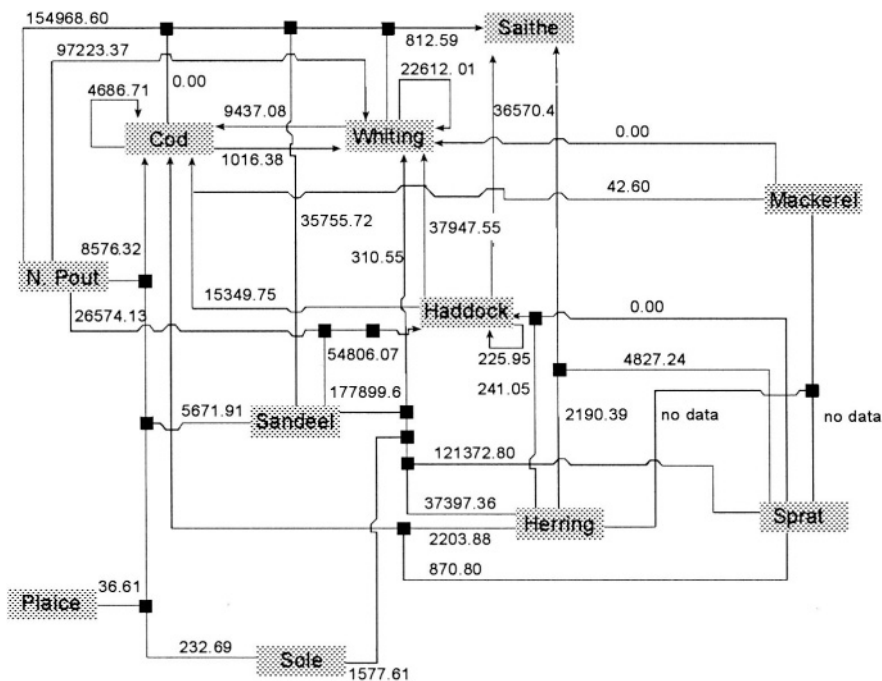 154968.60
Saithe
812.59
97223.37
22612.01
0.00
4686.71
36570.4
9437.08
0.00
Cod
Whiting
1016.38
42.60
Mackerel
35755.72
37947.55
8576.32
310.55
N. Pout
15349.75
Haddock
0.00
26574.13
54806.07
225.95
4827.24
177899.6
241.05
5671.91
Sandeel
2190.39
no data
no data
121372.80
37397.36
Herring
Sprat
2203.88
870.80
36.61
Plaice
232.69
Sole
1577.61